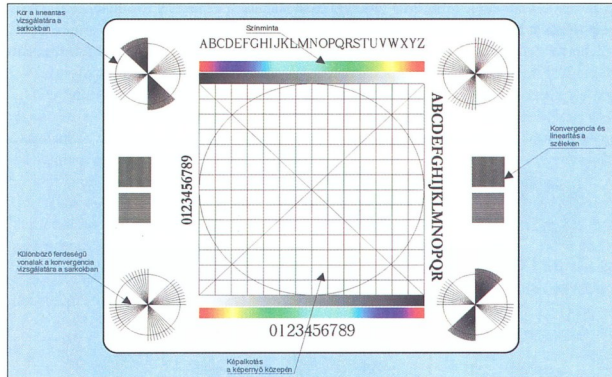 Kör a linearitás
vizsgálatára a
sarkokban
Színminta
ABCDEFGHIJKLMNOPQRSTUVWXYZ
ABCDEFGHIJKLMNOPQR
Konvergencia és
linearitás a
széleken
0123456789
Különböző ferdeségű
vonalak a konvergencia
vizsgálatára a sarkokban
0123456789
Képalkotás
a képernyő közepén